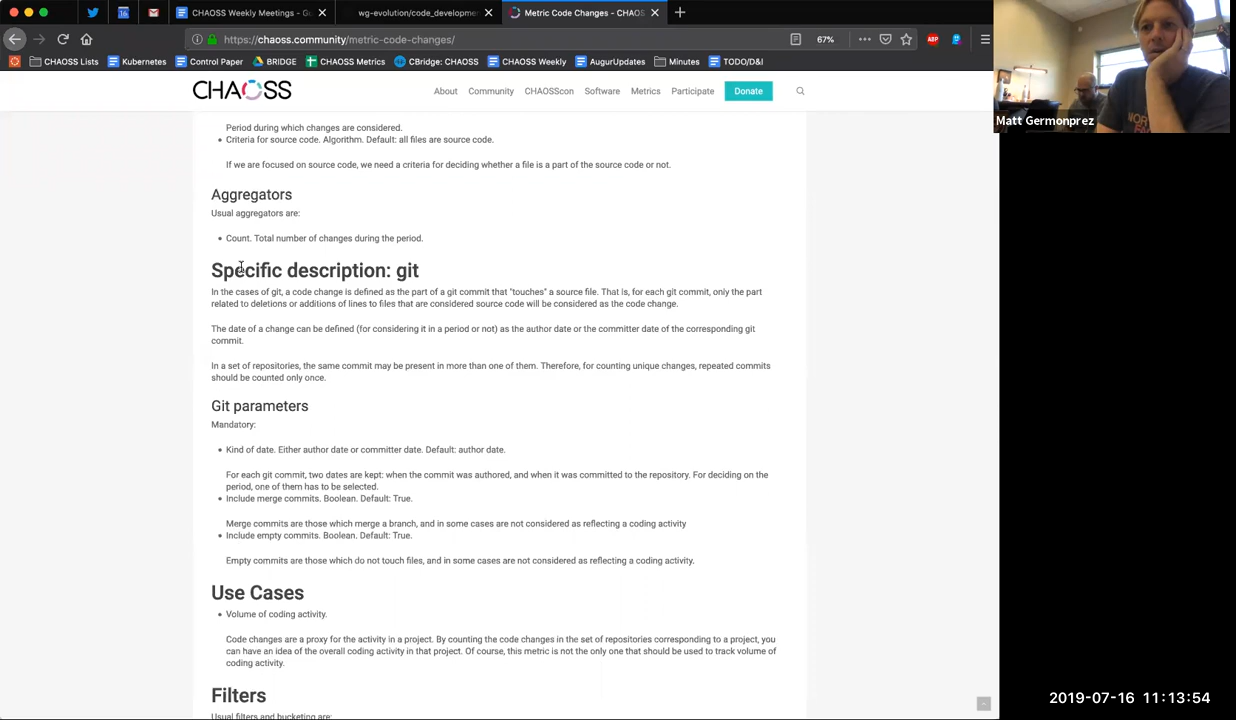 CHAOSS Weekly Meetings - G
wg-evolution/code_developmen
Metric Code Changes - CHAOS
https://chaoss.community/metric-code-changes/
67%
ABP
CHAOSS Lists
Kubernetes
Control Paper
BRIDGE
CHAOSS Metrics
CBridge: CHAOSS
CHAOSS Weekly
AugurUpdates
Minutes
TODO/D&I
Matt Germonprez
CHAOSS
About
Community
CHAOSScon
Software
Metrics
Participate
Donate
Period during which changes are considered.
• Criteria for source code. Algorithm. Default: all files are source code.
If we are focused on source code, we need a criteria for deciding whether a file is a part of the source code or not.
Aggregators
Usual aggregators are:
• Count. Total number of changes during the period.
Specific description: git
In the cases of git, a code change is defined as the part of a git commit that "touches" a source file. That is, for each git commit, only the part
related to deletions or additions of lines to files that are considered source code will be considered as the code change.
The date of a change can be defined (for considering it in a period or not) as the author date or the committer date of the corresponding git
commit.
In a set of repositories, the same commit may be present in more than one of them. Therefore, for counting unique changes, repeated commits
should be counted only once.
Git parameters
Mandatory:
• Kind of date. Either author date or committer date. Default: author date.
For each git commit, two dates are kept: when the commit was authored, and when it was committed to the repository. For deciding on the
period, one of them has to be selected.
• Include merge commits. Boolean. Default: True.
Merge commits are those which merge a branch, and in some cases are not considered as reflecting a coding activity
• Include empty commits. Boolean. Default: True.
Empty commits are those which do not touch files, and in some cases are not considered as reflecting a coding activity.
Use Cases
• Volume of coding activity.
Code changes are a proxy for the activity in a project. By counting the code changes in the set of repositories corresponding to a project, you
can have an idea of the overall coding activity in that project. Of course, this metric is not the only one that should be used to track volume of
coding activity.
Filters
Usual filters and bucketing are:
2019-07-16 11:13:54